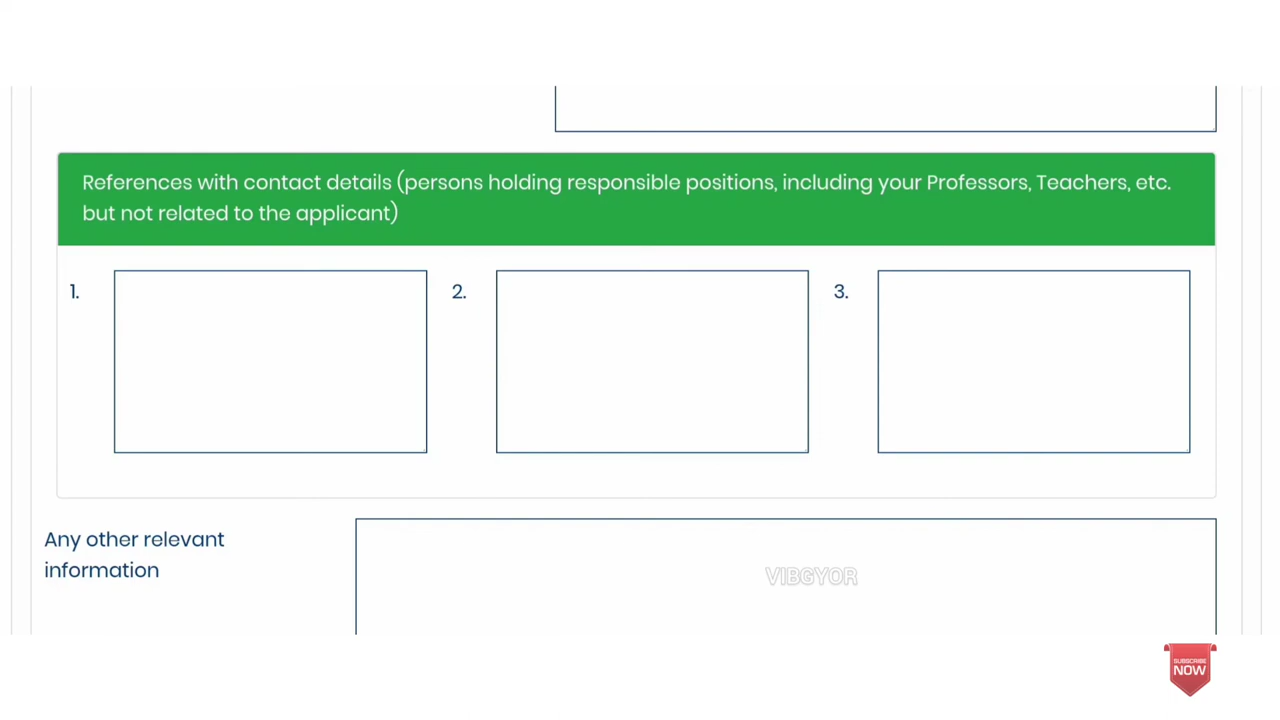 References with contact details (persons holding responsible positions, including your Professors, Teachers, etc.
but not related to the applicant)
1.
2.
3.
Any other relevant
information
VIBGYOR
SUBSCRIBE
NOW